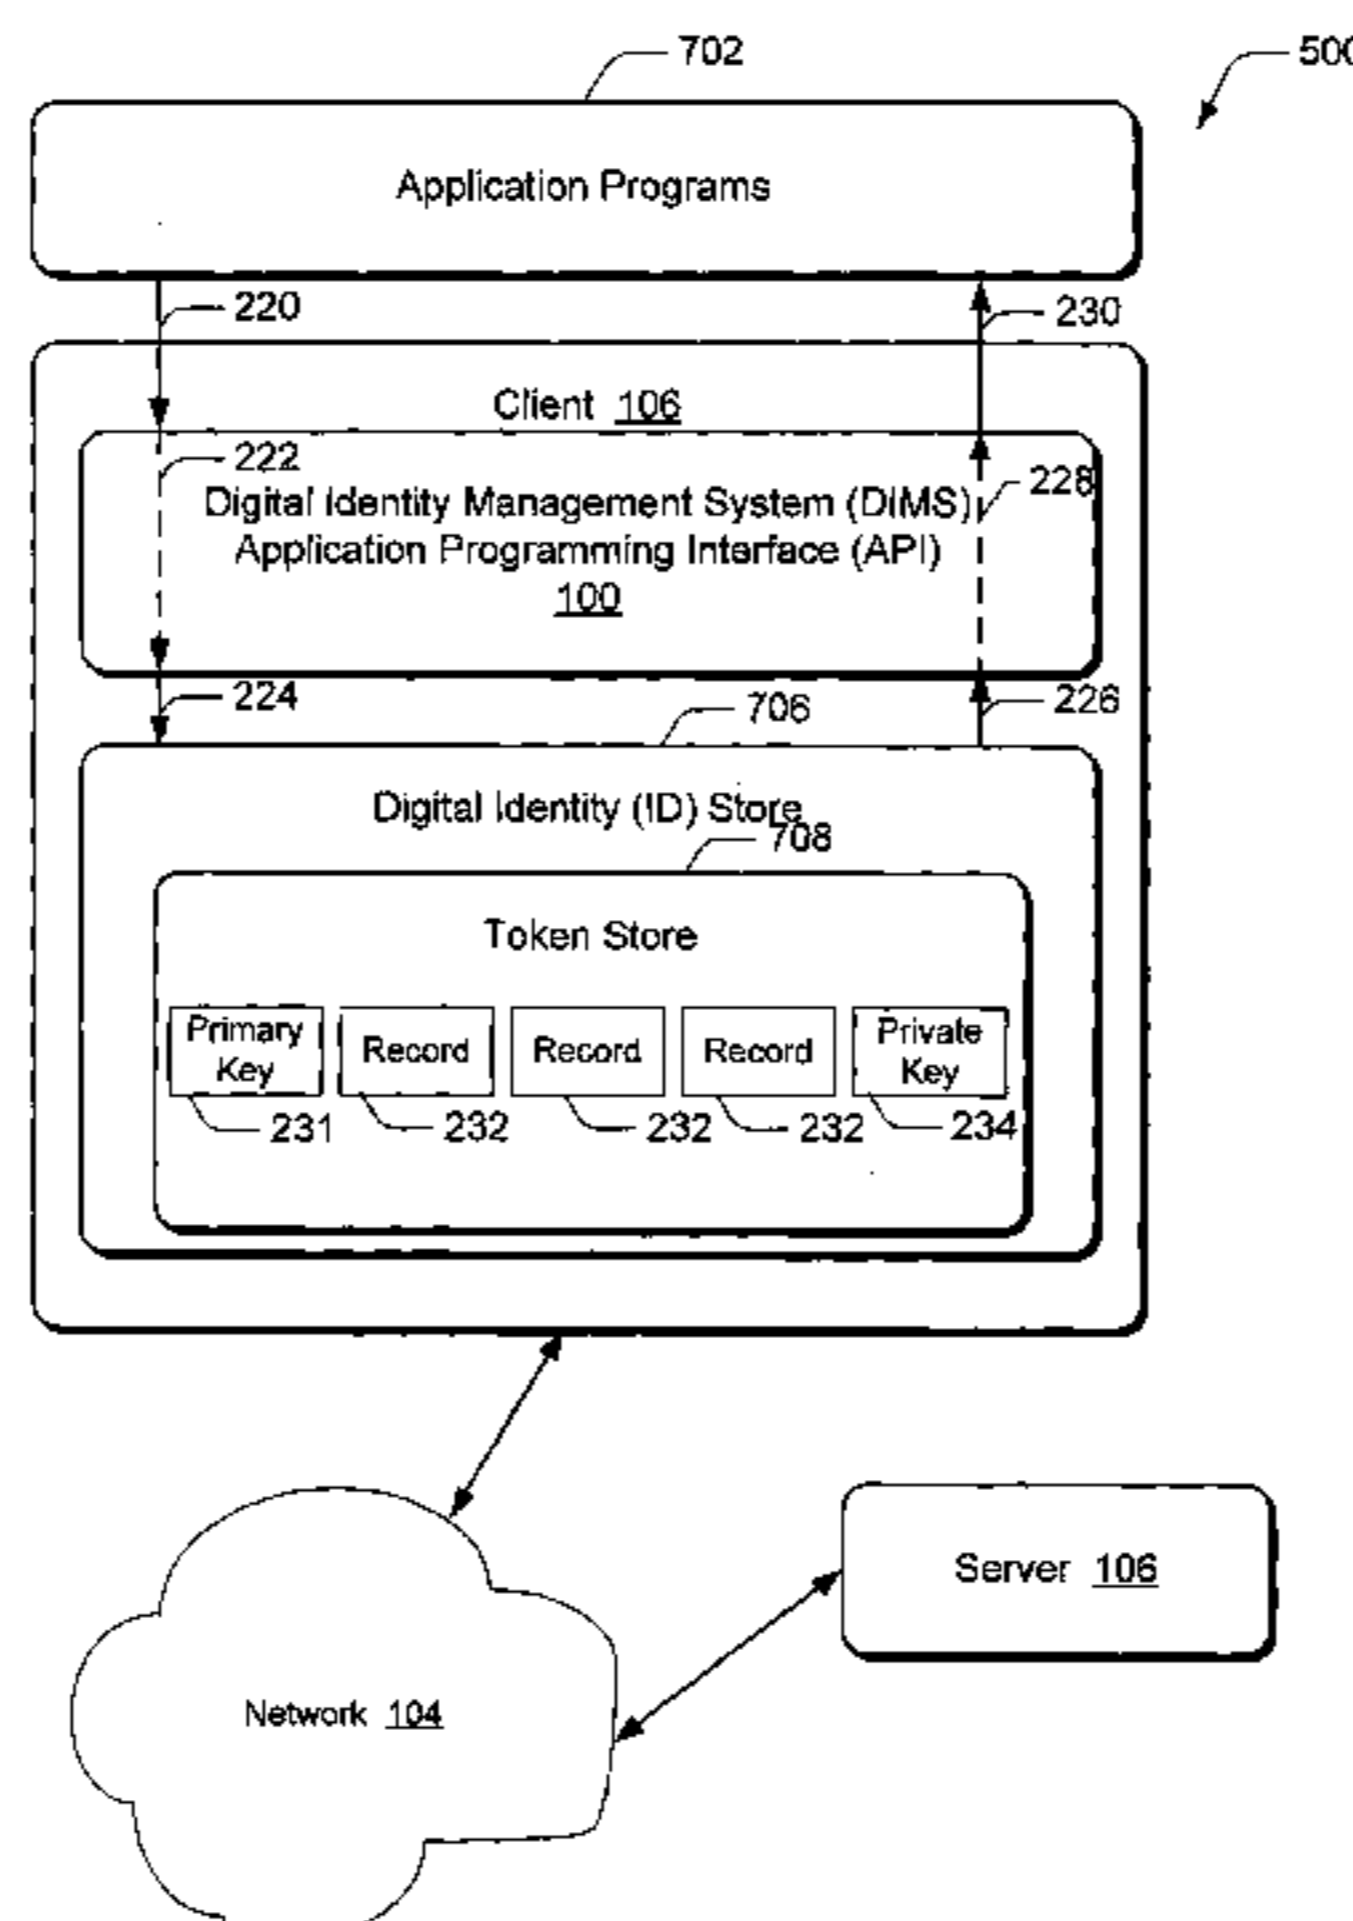 702
500
Application Programs
220
230
Client 106
222
228
Digital Identity Management System (DIMS)
Application Programming Interface (API)
100
224
706
226
Digital Identity (ID) Store
708
Token Store
Primary
Key
Record
Record
Record
Private
Key
231
232
232
232
234
Server 106
Network 104